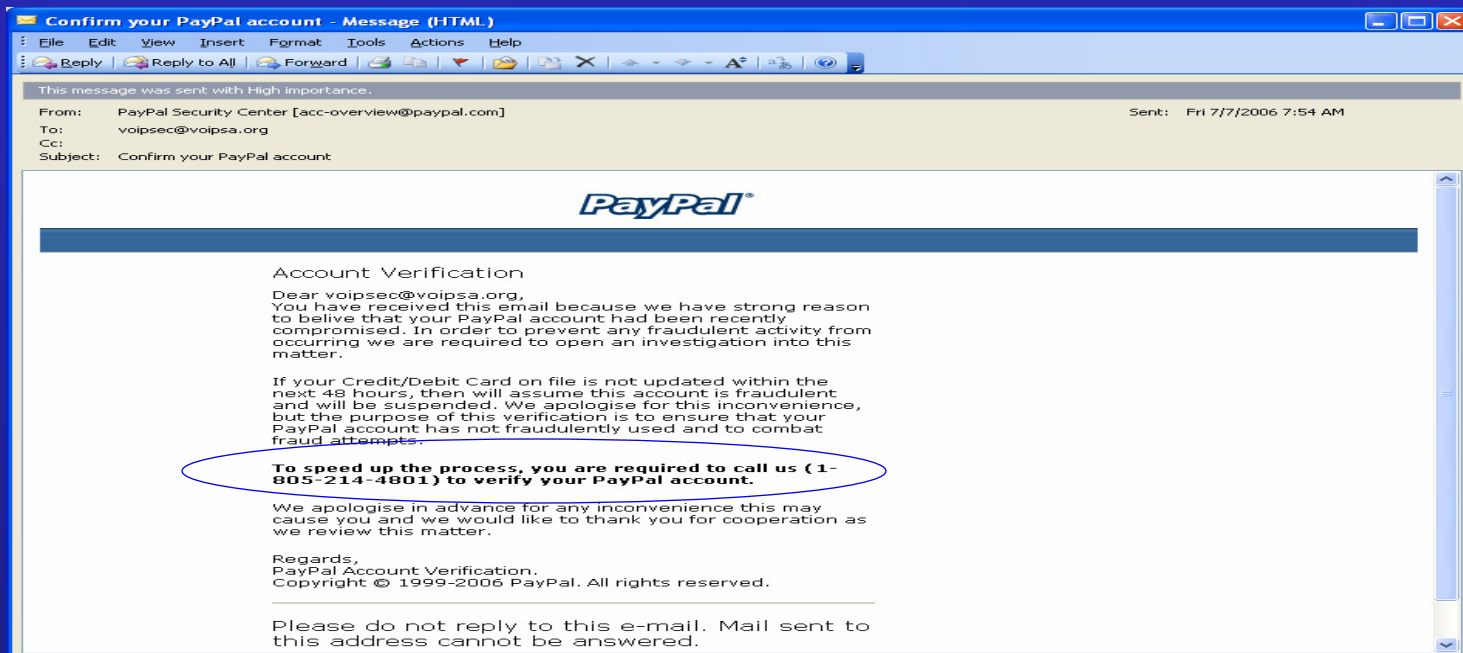 Confirm your PayPal account - Message (HTML)
File Edit View Insert Format Tools Actions Help
Reply Reply to All Forward
This message was sent with High importance.
From: PayPal Security Center [acc-overview@paypal.com] Sent: Fri 7/7/2006 7:54 AM
To: voipsec@voipsa.org
Cc:
Subject: Confirm your PayPal account
PayPal®
Account Verification
Dear voipsec@voipsa.org,
You have received this email because we have strong reason
to belive that your PayPal account had been recently
compromised. In order to prevent any fraudulent activity from
occurring we are required to open an investigation into this
matter.
If your Credit/Debit Card on file is not updated within the
next 48 hours, then will assume this account is fraudulent
and will be suspended. We apologise for this inconvenience,
but the purpose of this verification is to ensure that your
PayPal account has not fraudulently used and to combat
fraud attempts.
To speed up the process, you are required to call us (1-
805-214-4801) to verify your PayPal account.
We apologise in advance for any inconvenience this may
cause you and we would like to thank you for cooperation as
we review this matter.
Regards,
PayPal Account Verification.
Copyright © 1999-2006 PayPal. All rights reserved.
Please do not reply to this e-mail. Mail sent to
this address cannot be answered.